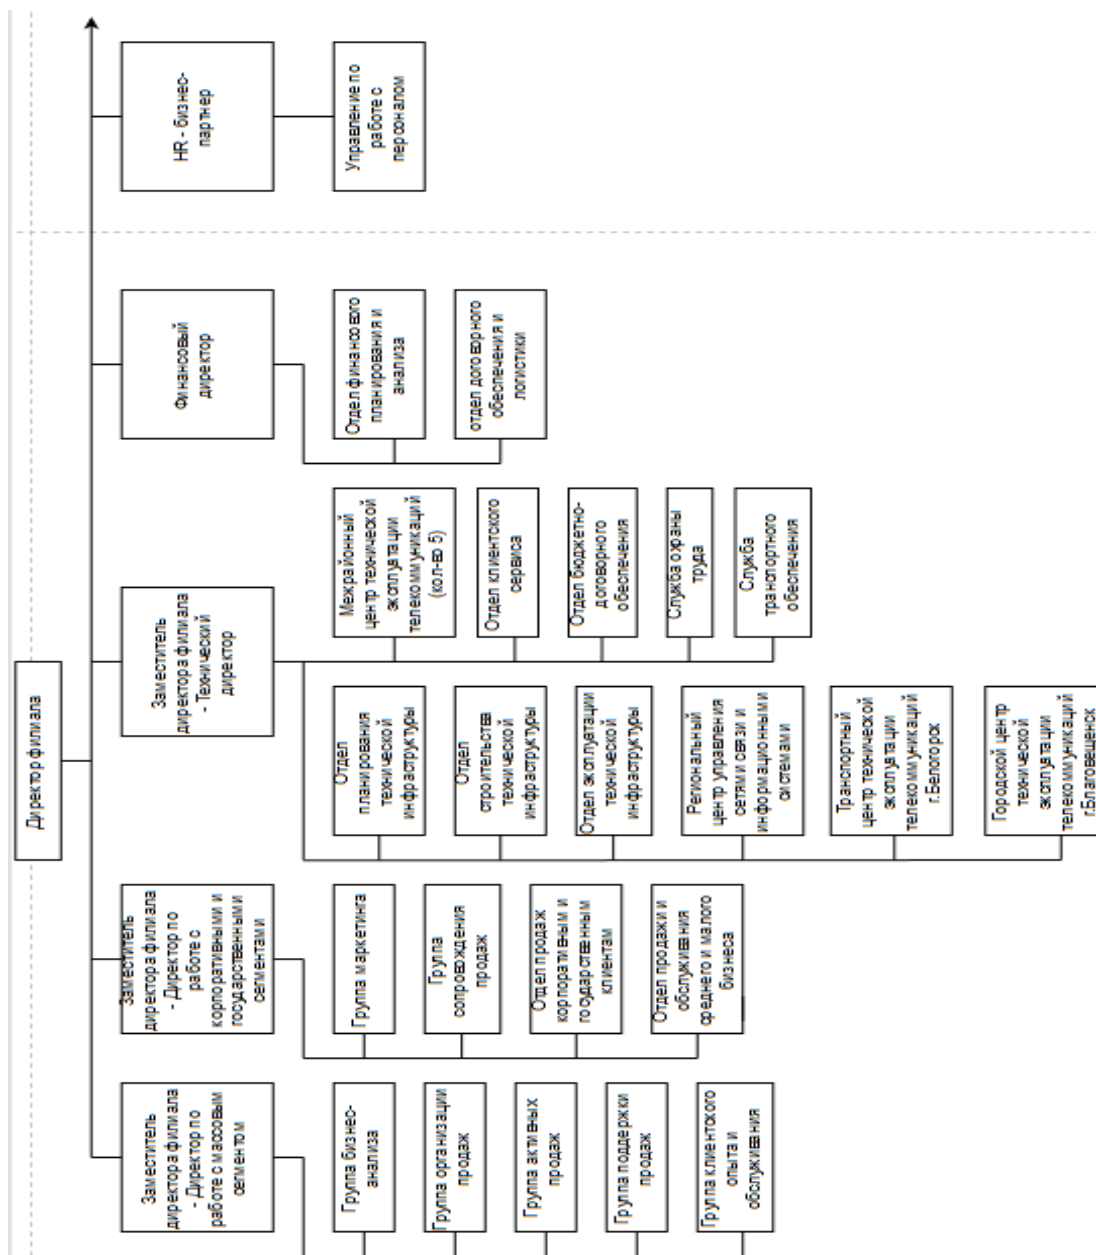 Директор филиала
Заместитель
директора филиала
- Директор по
работе с массовым
сегментом
Группа бизнес-
анализа
Группа организации
продаж
Группа активных
продаж
Группа поддержки
продаж
Группа клиентского
опыта и
обслуживания
Заместитель
директора филиала
- Директор по
работе с
корпоративными и
государственными
сегментами
Группа маркетинга
Группа
сопровождения
продаж
Отдел продаж
корпоративным и
государственным
клиентам
Отдел продажи и
обслуживания
среднего и малого
бизнеса
Заместитель
директора филиала
- Технический
директор
Отдел
планирования
технической
инфраструктуры
Отдел
строительства
технической
инфраструктуры
Отдел эксплуатации
технической
инфраструктуры
Региональный
центр управления
сетями связи и
информационными
системами
Транспортный
центр технической
эксплуатации
телекоммуникаций
г.Белогорск
Городской центр
технической
эксплуатации
телекоммуникаций
г.Благовещенск
Межрайонный
центр технической
эксплуатации
телекоммуникаций
(кол-во 5)
Отдел клиентского
сервиса
Отдел бюджетно-
договорного
обеспечения
Служба охраны
труда
Служба
транспортного
обеспечения
Финансовый
директор
Отдел финансового
планирования и
анализа
отдел договорного
обеспечения и
логистики
HR - бизнес-
партнер
Управление по
работе с
персоналом